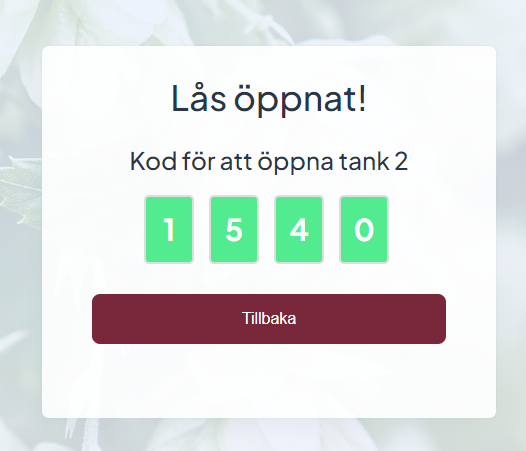 Lås öppnat!
Kod för att öppna tank 2
1 5 4 0
Tillbaka